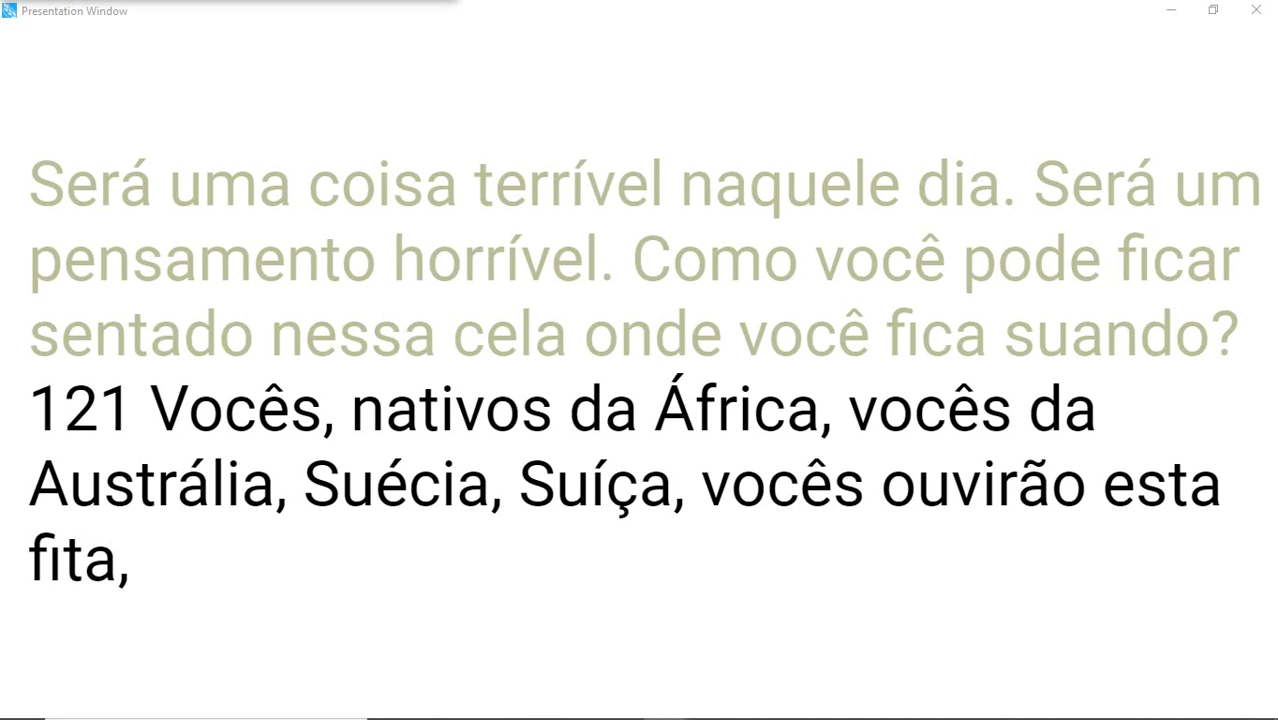 Presentation Window
Será uma coisa terrível naquele dia. Será um
pensamento horrível. Como você pode ficar
sentado nessa cela onde você fica suando?
121 Vocês, nativos da África, vocês da
Austrália, Suécia, Suíça, vocês ouvirão esta
fita,